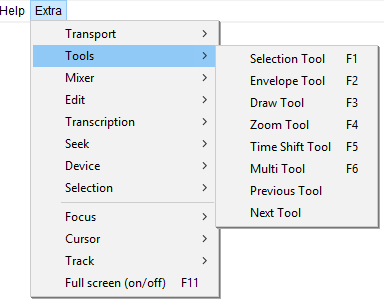 Help Extra
Transport
Tools
Mixer
Edit
Transcription
Seek
Device
Selection
Focus
Cursor
Track
Full screen (on/off) F11
Selection Tool F1
Envelope Tool F2
Draw Tool F3
Zoom Tool F4
Time Shift Tool F5
Multi Tool F6
Previous Tool
Next Tool